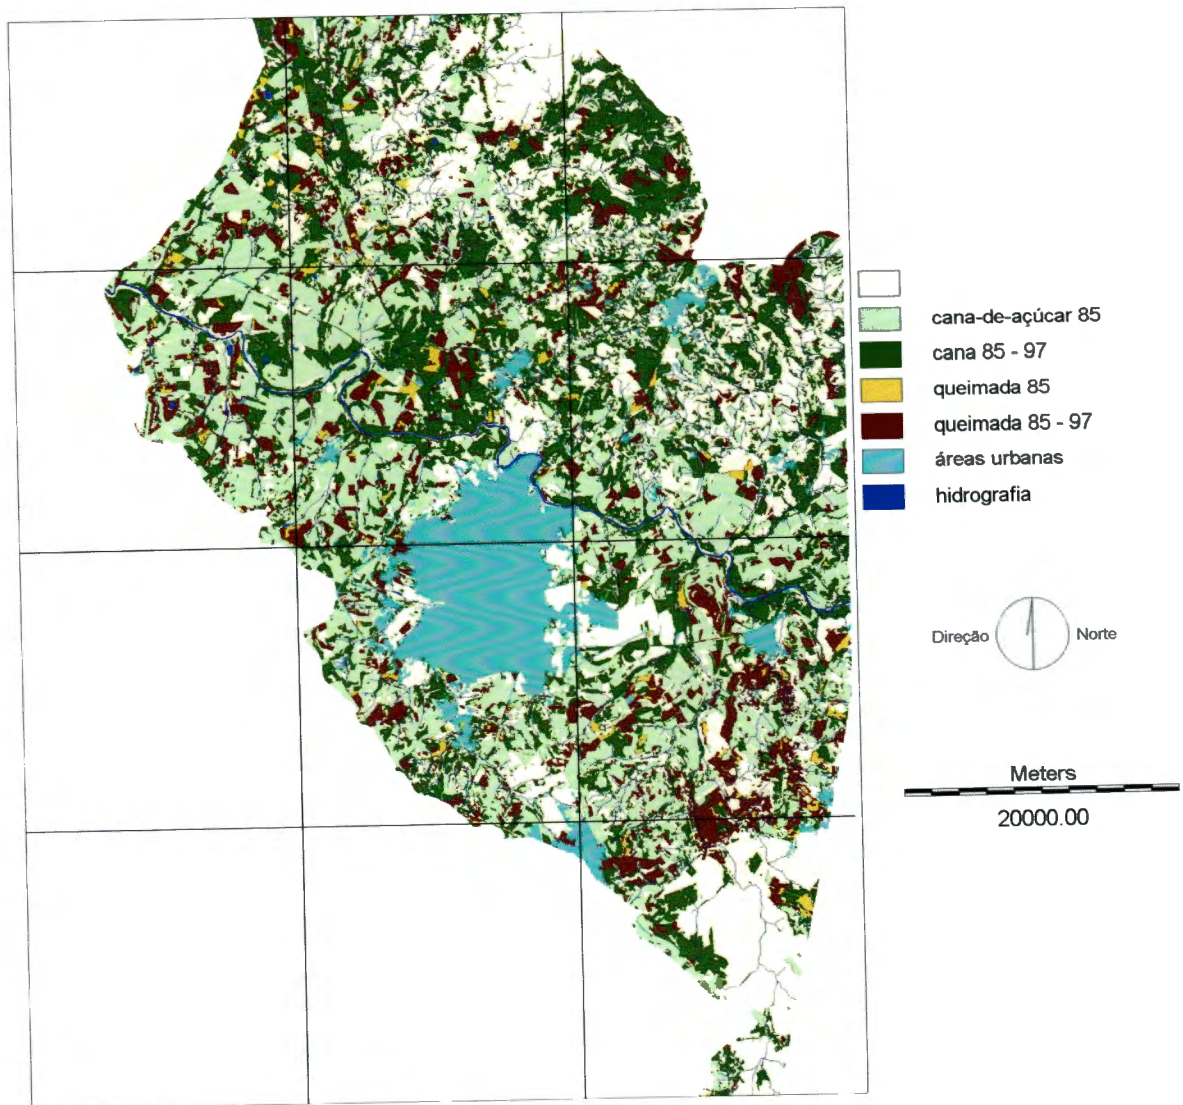 cana-de-açúcar 85
cana 85 - 97
queimada 85
queimada 85 - 97
áreas urbanas
hidrografia
Direção Norte
Meters
20000.00